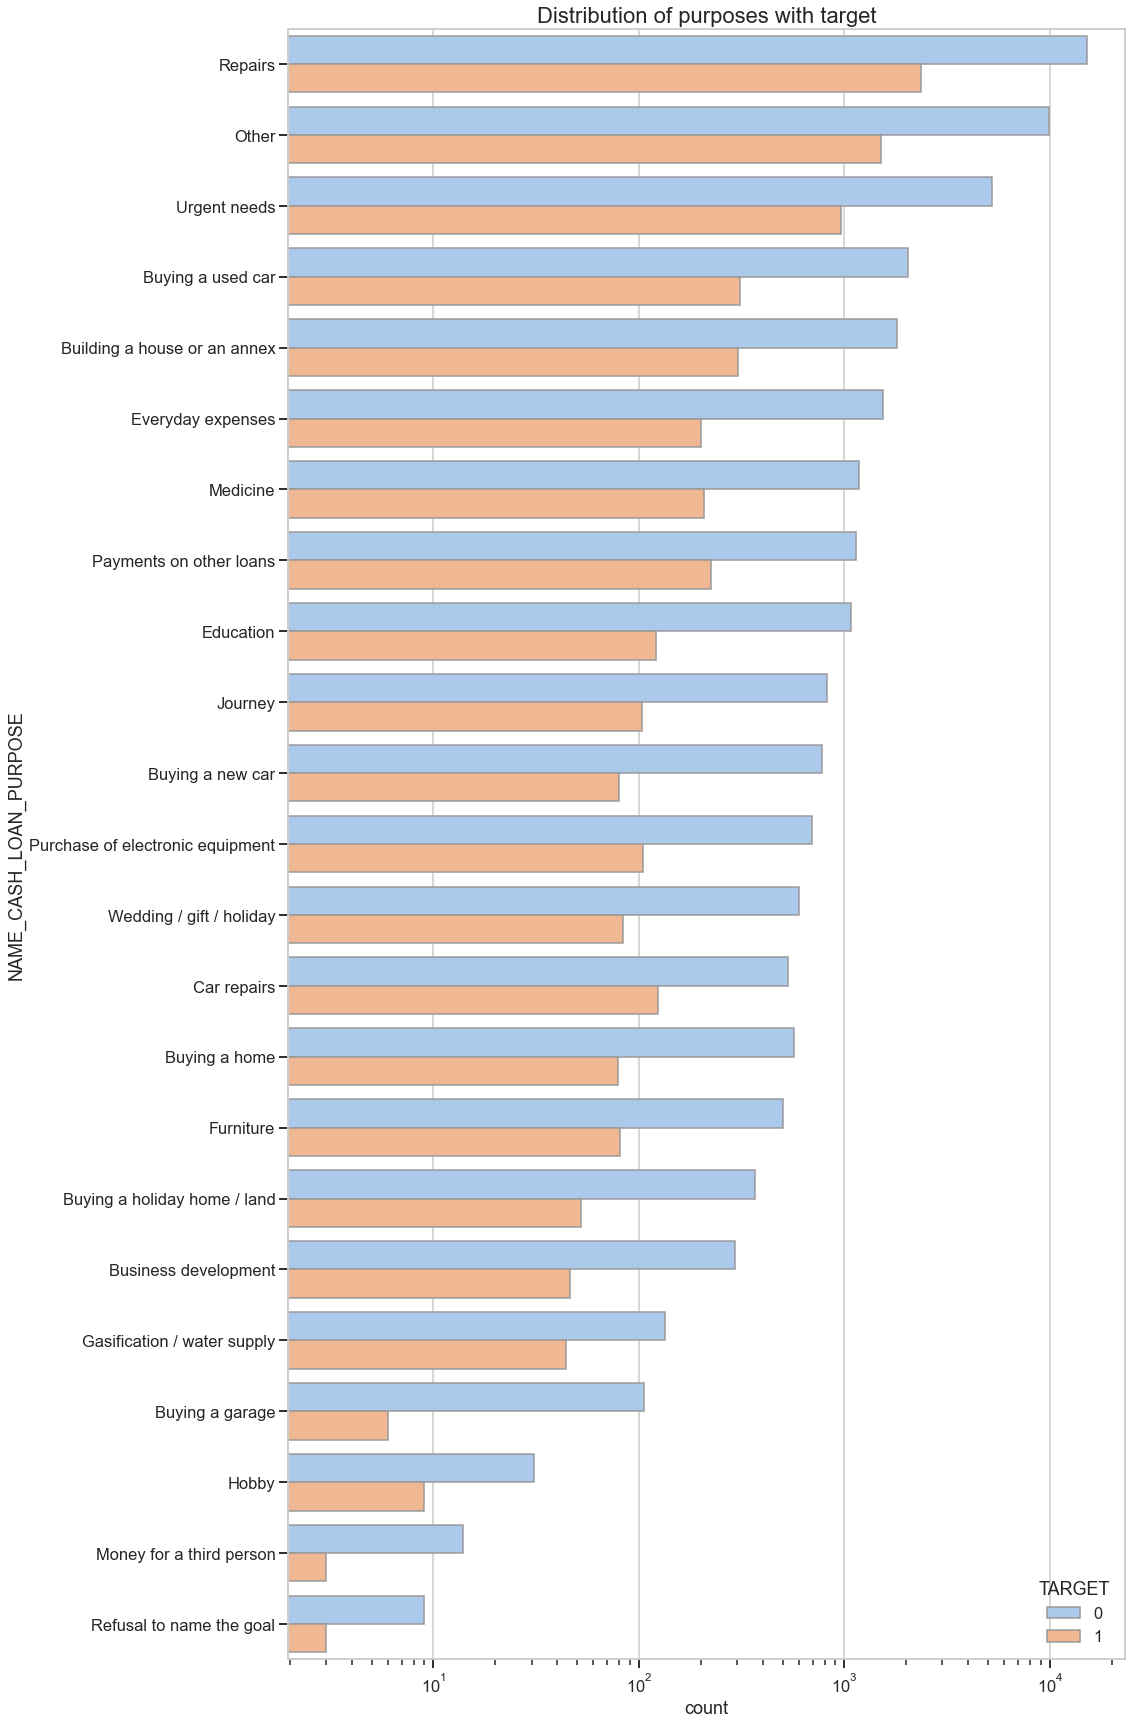 Distribution of purposes with target
NAME_CASH_LOAN_PURPOSE
Repairs
Other
Urgent needs
Buying a used car
Building a house or an annex
Everyday expenses
Medicine
Payments on other loans
Education
Journey
Buying a new car
Purchase of electronic equipment
Wedding / gift / holiday
Car repairs
Buying a home
Furniture
Buying a holiday home / land
Business development
Gasification / water supply
Buying a garage
Hobby
Money for a third person
Refusal to name the goal
TARGET
0
1
10¹ 10² 10³ 10⁴
count